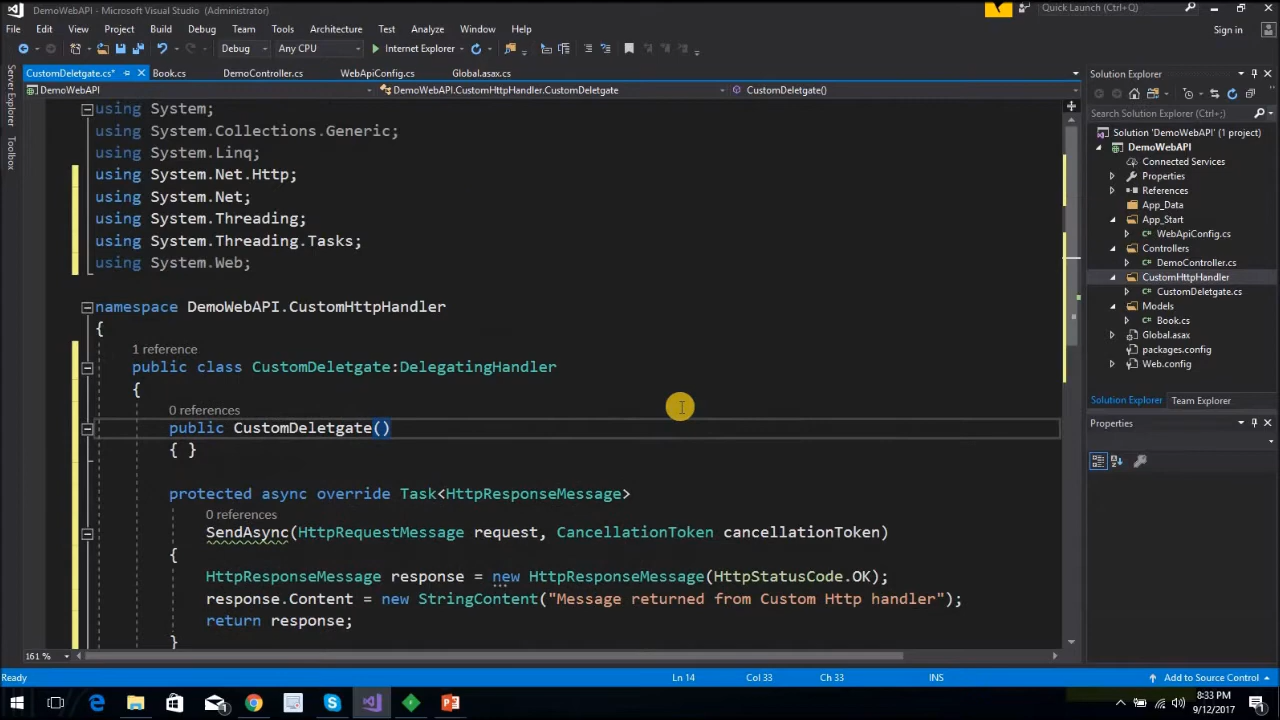 DemoWebAPI - Microsoft Visual Studio (Administrator)
Quick Launch (Ctrl+Q)
File Edit View Project Build Debug Team Tools Architecture Test Analyze Window Help
Sign in
Debug Any CPU Internet Explorer
CustomDeletgate.cs* Book.cs DemoController.cs WebApiConfig.cs Global.asax.cs
DemoWebAPI DemoWebAPI.CustomHttpHandler.CustomDeletgate CustomDeletgate()
Server Explorer
Toolbox
using System;
using System.Collections.Generic;
using System.Linq;
using System.Net.Http;
using System.Net;
using System.Threading;
using System.Threading.Tasks;
using System.Web;
namespace DemoWebAPI.CustomHttpHandler
{
1 reference
public class CustomDeletgate:DelegatingHandler
{
0 references
public CustomDeletgate()
{ }
protected async override Task<HttpResponseMessage>
0 references
SendAsync(HttpRequestMessage request, CancellationToken cancellationToken)
{
HttpResponseMessage response = new HttpResponseMessage(HttpStatusCode.OK);
response.Content = new StringContent("Message returned from Custom Http handler");
return response;
}
161 %
Solution Explorer
Search Solution Explorer (Ctrl+;)
Solution 'DemoWebAPI' (1 project)
DemoWebAPI
Connected Services
Properties
References
App_Data
App_Start
WebApiConfig.cs
Controllers
DemoController.cs
CustomHttpHandler
CustomDeletgate.cs
Models
Book.cs
Global.asax
packages.config
Web.config
Solution Explorer Team Explorer
Properties
Ready Ln 14 Col 33 Ch 33 INS Add to Source Control
8:33 PM
9/12/2017